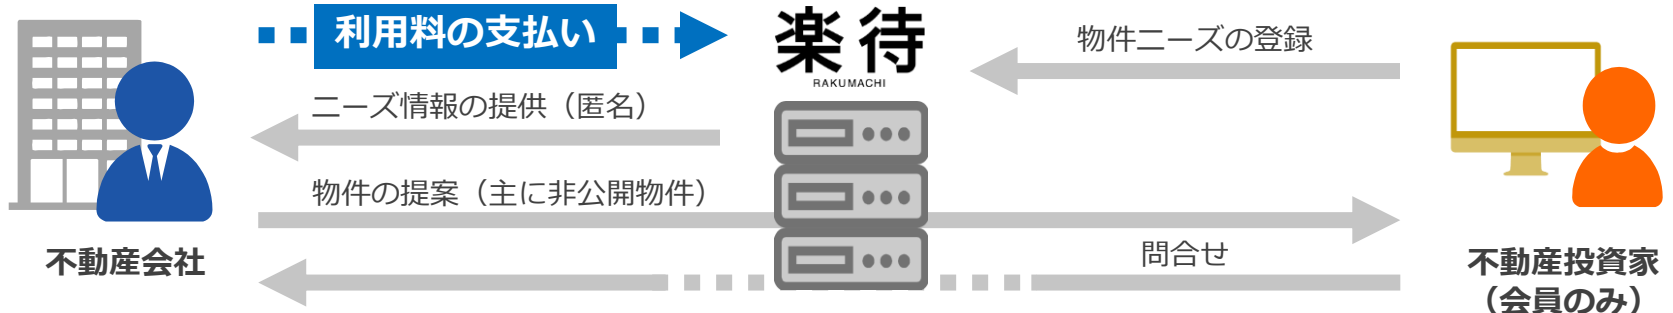 利用料の支払い
楽待
RAKUMACHI
物件ニーズの登録
ニーズ情報の提供（匿名）
物件の提案（主に非公開物件）
問合せ
不動産会社
不動産投資家
（会員のみ）